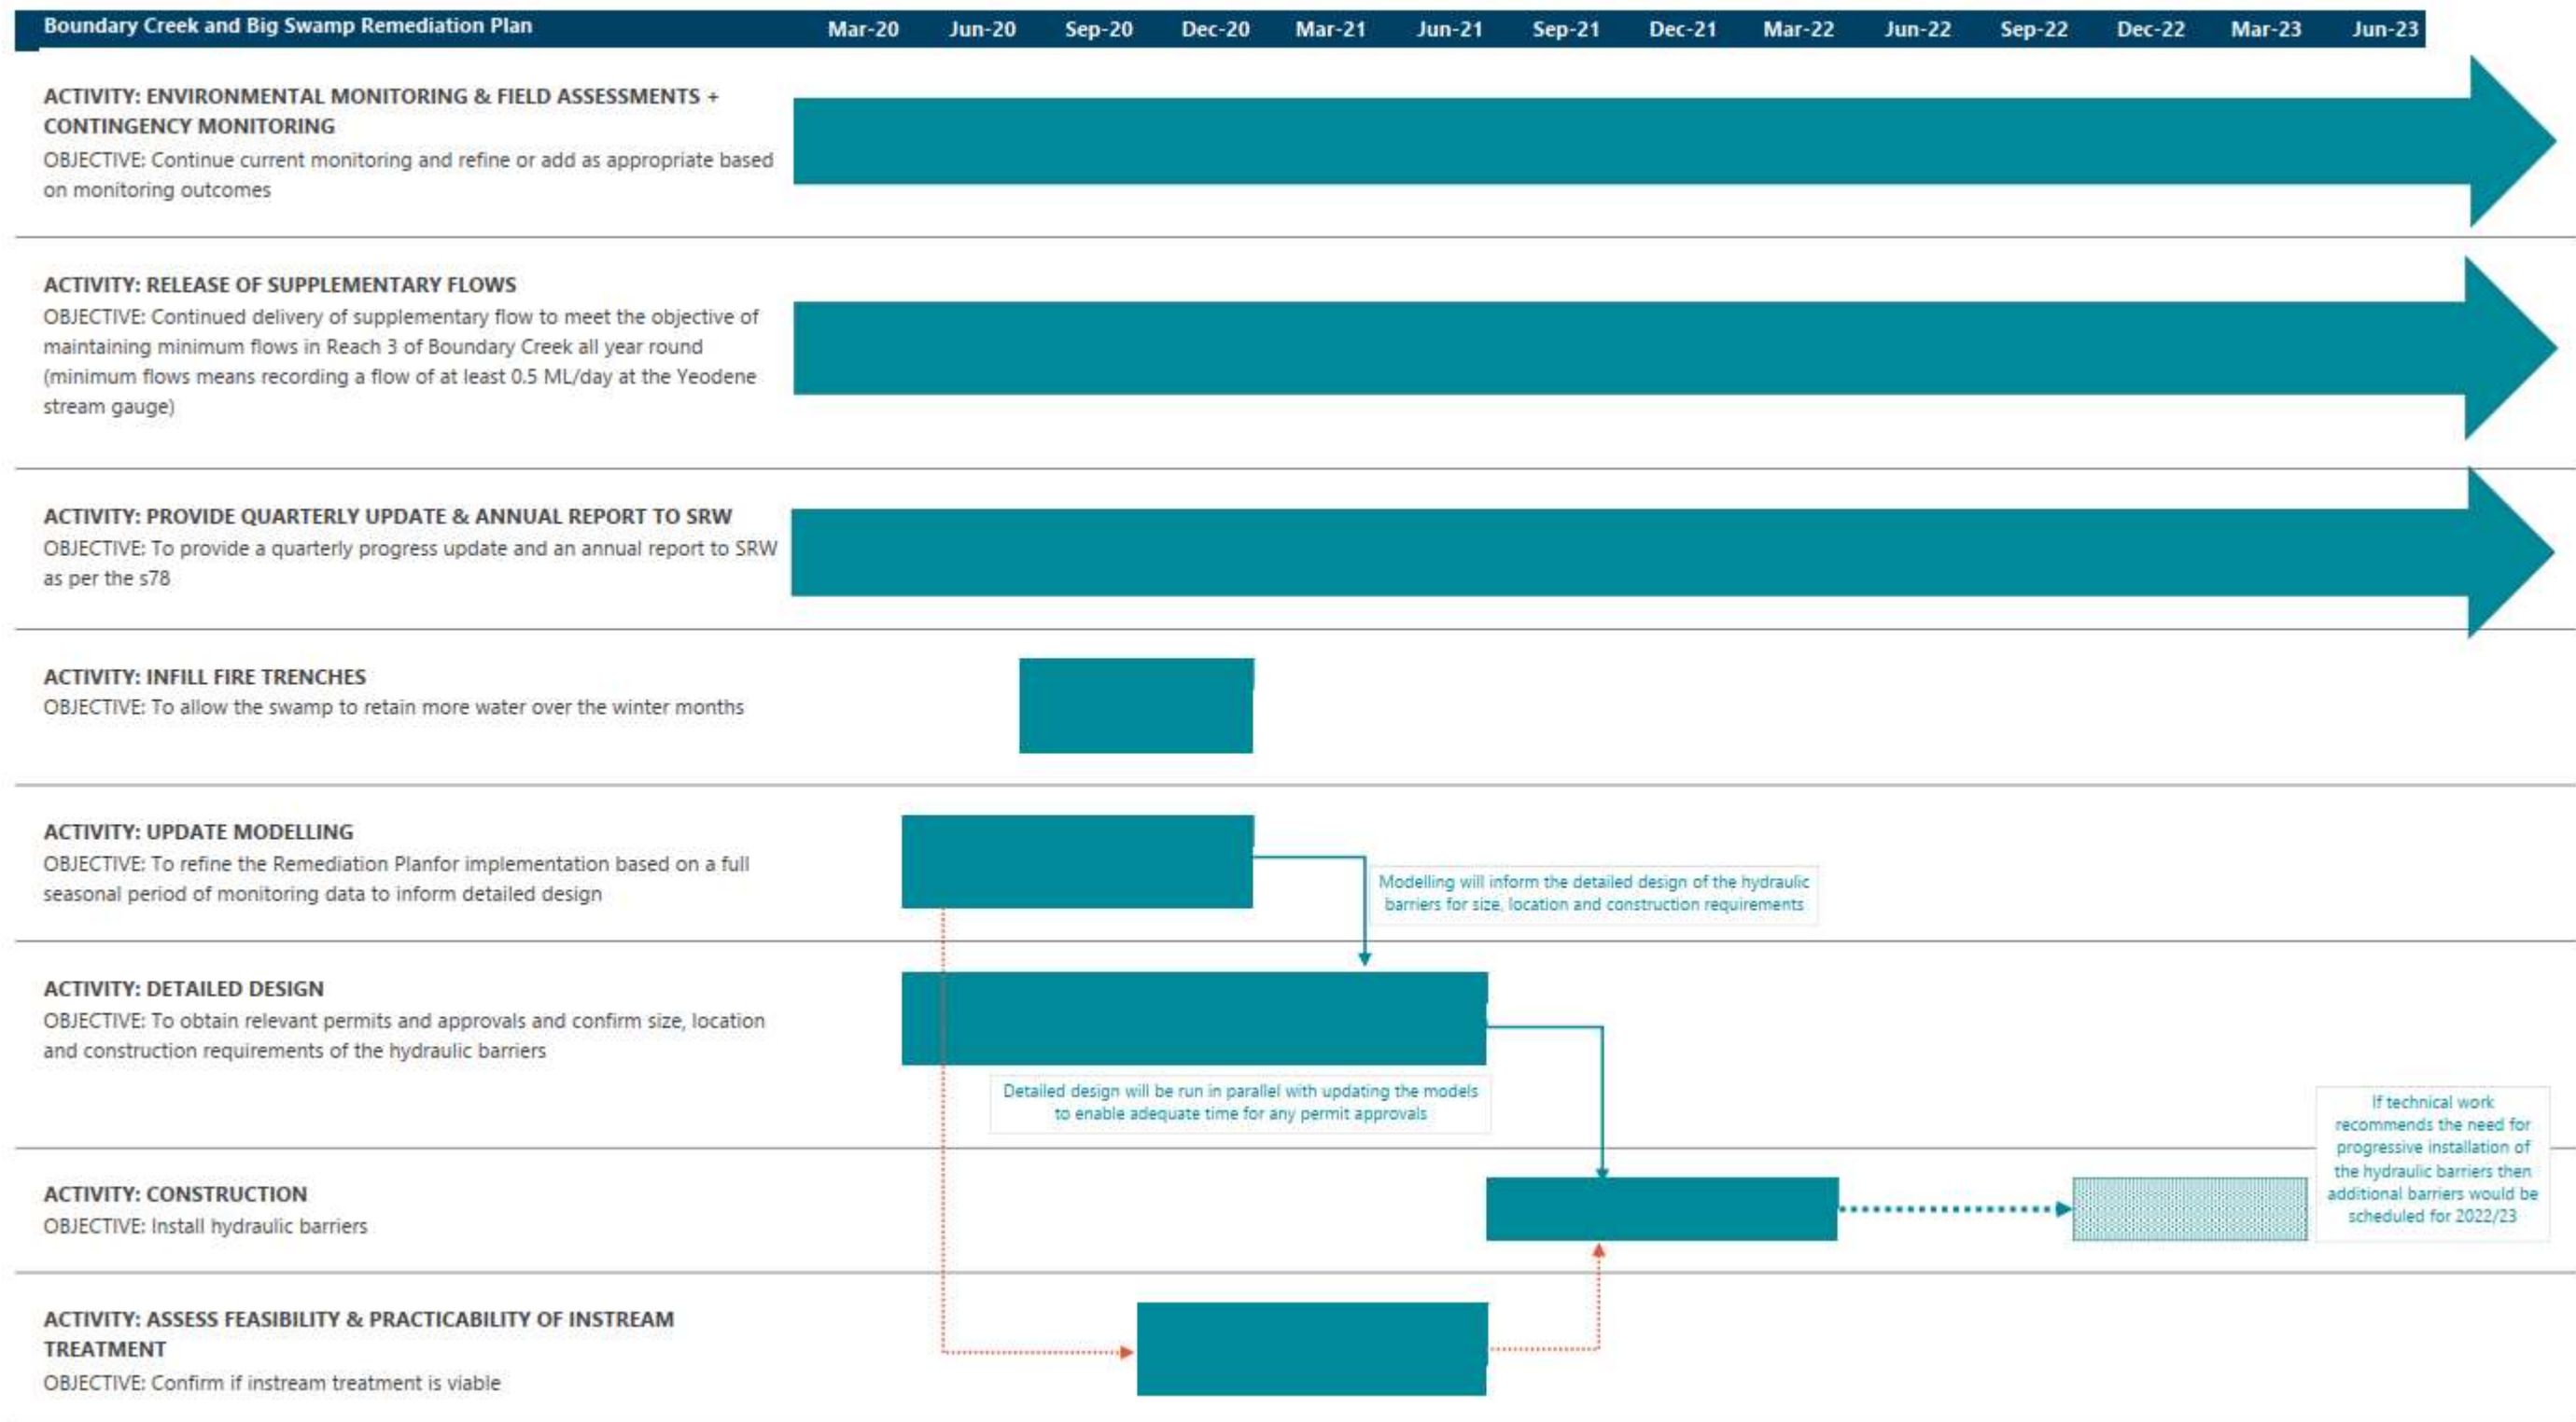 Boundary Creek and Big Swamp Remediation Plan Mar-20 Jun-20 Sep-20 Dec-20 Mar-21 Jun-21 Sep-21 Dec-21 Mar-22 Jun-22 Sep-22 Dec-22 Mar-23 Jun-23
ACTIVITY: ENVIRONMENTAL MONITORING & FIELD ASSESSMENTS +
CONTINGENCY MONITORING
OBJECTIVE: Continue current monitoring and refine or add as appropriate based
on monitoring outcomes
ACTIVITY: RELEASE OF SUPPLEMENTARY FLOWS
OBJECTIVE: Continued delivery of supplementary flow to meet the objective of
maintaining minimum flows in Reach 3 of Boundary Creek all year round
(minimum flows means recording a flow of at least 0.5 ML/day at the Yeodene
stream gauge)
ACTIVITY: PROVIDE QUARTERLY UPDATE & ANNUAL REPORT TO SRW
OBJECTIVE: To provide a quarterly progress update and an annual report to SRW
as per the s78
ACTIVITY: INFILL FIRE TRENCHES
OBJECTIVE: To allow the swamp to retain more water over the winter months
ACTIVITY: UPDATE MODELLING
OBJECTIVE: To refine the Remediation Planfor implementation based on a full
seasonal period of monitoring data to inform detailed design
Modelling will inform the detailed design of the hydraulic
barriers for size, location and construction requirements
ACTIVITY: DETAILED DESIGN
OBJECTIVE: To obtain relevant permits and approvals and confirm size, location
and construction requirements of the hydraulic barriers
Detailed design will be run in parallel with updating the models
to enable adequate time for any permit approvals
If technical work
recommends the need for
progressive installation of
the hydraulic barriers then
additional barriers would be
scheduled for 2022/23
ACTIVITY: CONSTRUCTION
OBJECTIVE: Install hydraulic barriers
ACTIVITY: ASSESS FEASIBILITY & PRACTICABILITY OF INSTREAM
TREATMENT
OBJECTIVE: Confirm if instream treatment is viable